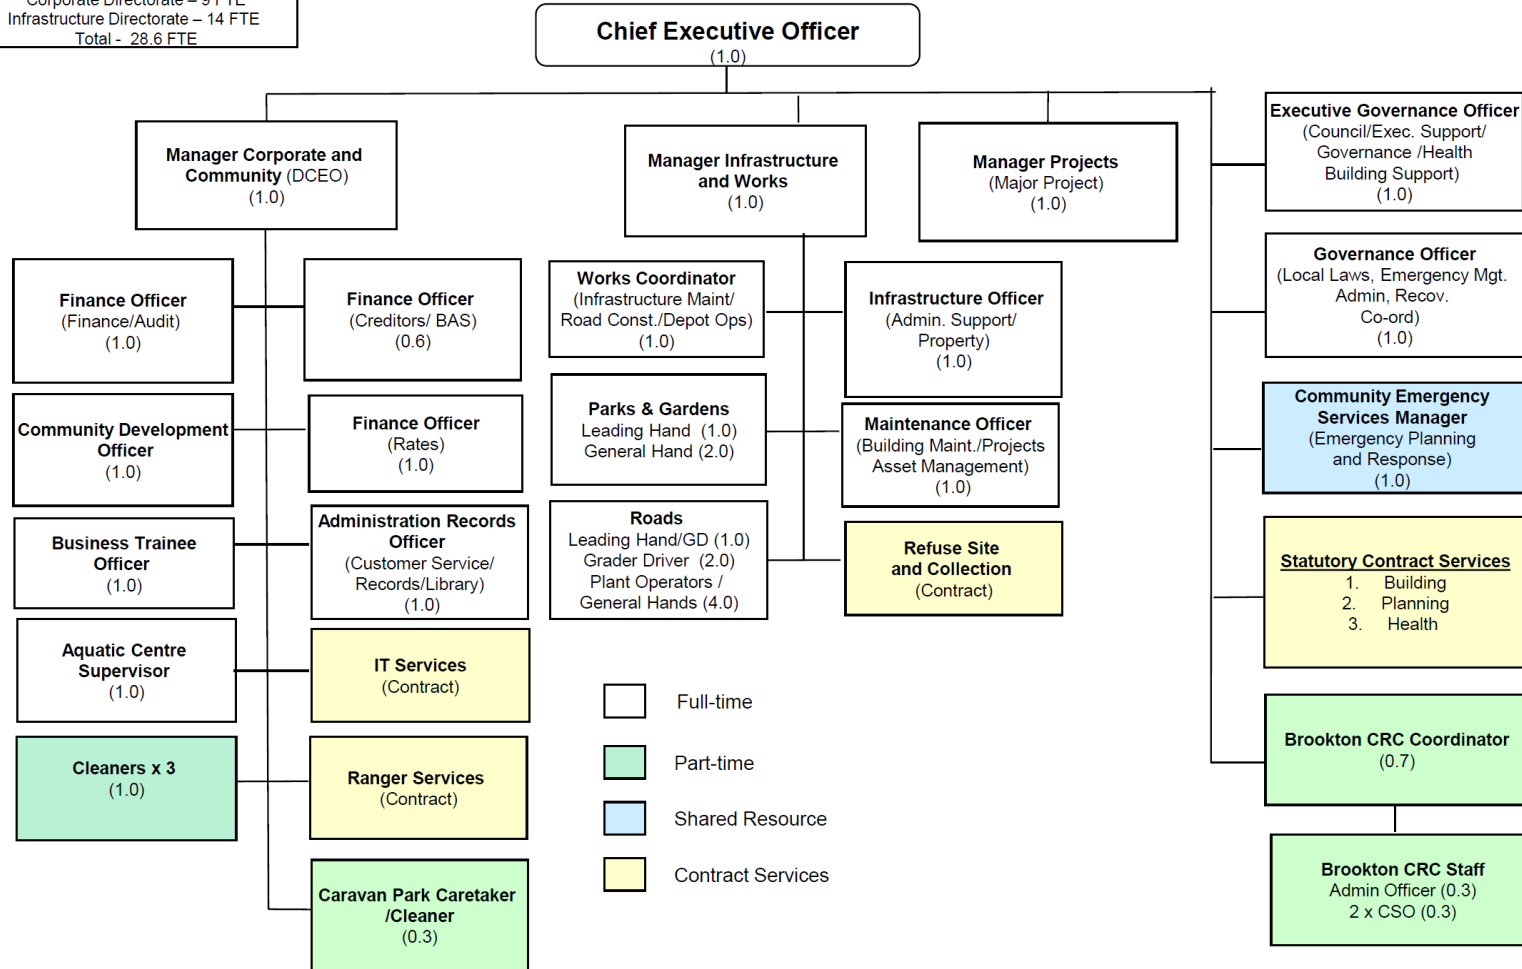 Corporate Directorate – 9 FTE
Infrastructure Directorate – 14 FTE
Total - 28.6 FTE
Chief Executive Officer
(1.0)
Manager Corporate and
Community (DCEO)
(1.0)
Manager Infrastructure
and Works
(1.0)
Manager Projects
(Major Project)
(1.0)
Executive Governance Officer
(Council/Exec. Support/
Governance /Health
Building Support)
(1.0)
Finance Officer
(Finance/Audit)
(1.0)
Finance Officer
(Creditors/ BAS)
(0.6)
Works Coordinator
(Infrastructure Maint/
Road Const./Depot Ops)
(1.0)
Infrastructure Officer
(Admin. Support/
Property)
(1.0)
Governance Officer
(Local Laws, Emergency Mgt.
Admin, Recov.
Co-ord)
(1.0)
Community Development
Officer
(1.0)
Finance Officer
(Rates)
(1.0)
Parks & Gardens
Leading Hand (1.0)
General Hand (2.0)
Maintenance Officer
(Building Maint./Projects
Asset Management)
(1.0)
Community Emergency
Services Manager
(Emergency Planning
and Response)
(1.0)
Business Trainee
Officer
(1.0)
Administration Records
Officer
(Customer Service/
Records/Library)
(1.0)
Roads
Leading Hand/GD (1.0)
Grader Driver (2.0)
Plant Operators /
General Hands (4.0)
Refuse Site
and Collection
(Contract)
Statutory Contract Services
1. Building
2. Planning
3. Health
Aquatic Centre
Supervisor
(1.0)
IT Services
(Contract)
Cleaners x 3
(1.0)
Ranger Services
(Contract)
Caravan Park Caretaker
/Cleaner
(0.3)
Full-time
Part-time
Shared Resource
Contract Services
Brookton CRC Coordinator
(0.7)
Brookton CRC Staff
Admin Officer (0.3)
2 x CSO (0.3)